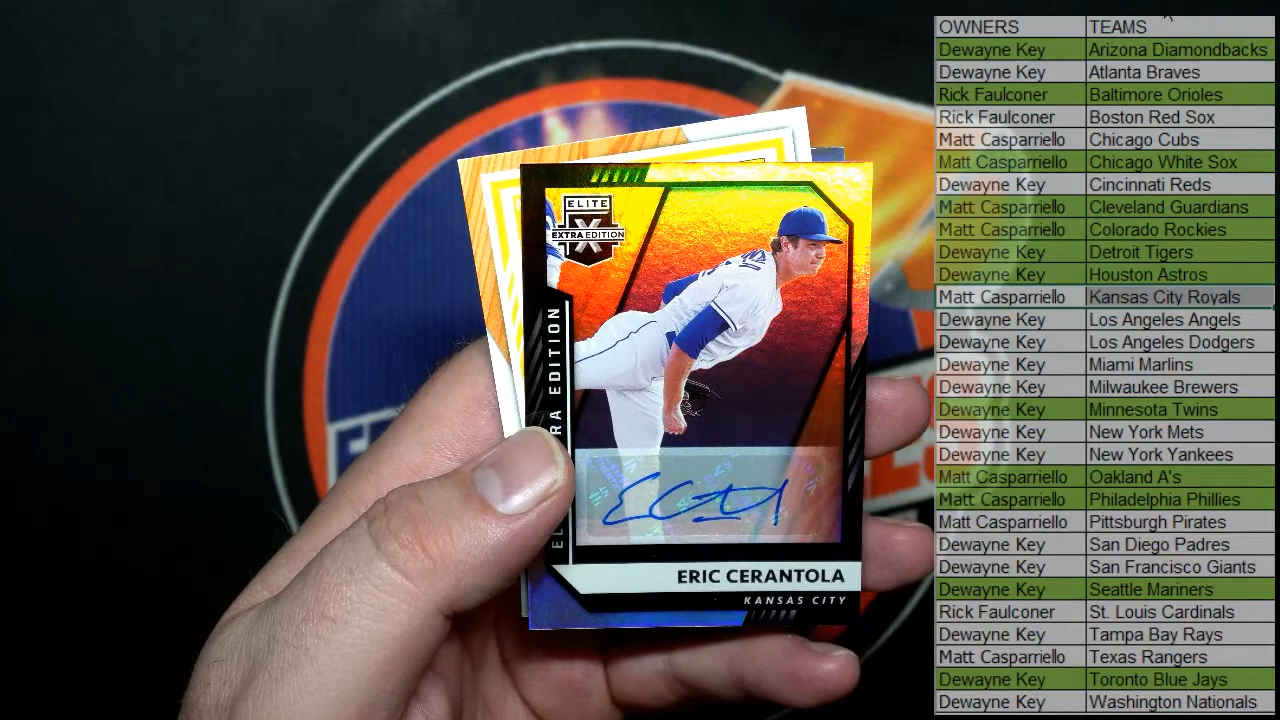 ELITE
EXTRA EDITION
RA EDITION
EL
ERIC CERANTOLA
KANSAS CITY
OWNERS TEAMS
Dewayne Key Arizona Diamondbacks
Dewayne Key Atlanta Braves
Rick Faulconer Baltimore Orioles
Rick Faulconer Boston Red Sox
Matt Casparriello Chicago Cubs
Matt Casparriello Chicago White Sox
Dewayne Key Cincinnati Reds
Matt Casparriello Cleveland Guardians
Matt Casparriello Colorado Rockies
Dewayne Key Detroit Tigers
Dewayne Key Houston Astros
Matt Casparriello Kansas City Royals
Dewayne Key Los Angeles Angels
Dewayne Key Los Angeles Dodgers
Dewayne Key Miami Marlins
Dewayne Key Milwaukee Brewers
Dewayne Key Minnesota Twins
Dewayne Key New York Mets
Dewayne Key New York Yankees
Matt Casparriello Oakland A's
Matt Casparriello Philadelphia Phillies
Matt Casparriello Pittsburgh Pirates
Dewayne Key San Diego Padres
Dewayne Key San Francisco Giants
Dewayne Key Seattle Mariners
Rick Faulconer St. Louis Cardinals
Dewayne Key Tampa Bay Rays
Matt Casparriello Texas Rangers
Dewayne Key Toronto Blue Jays
Dewayne Key Washington Nationals